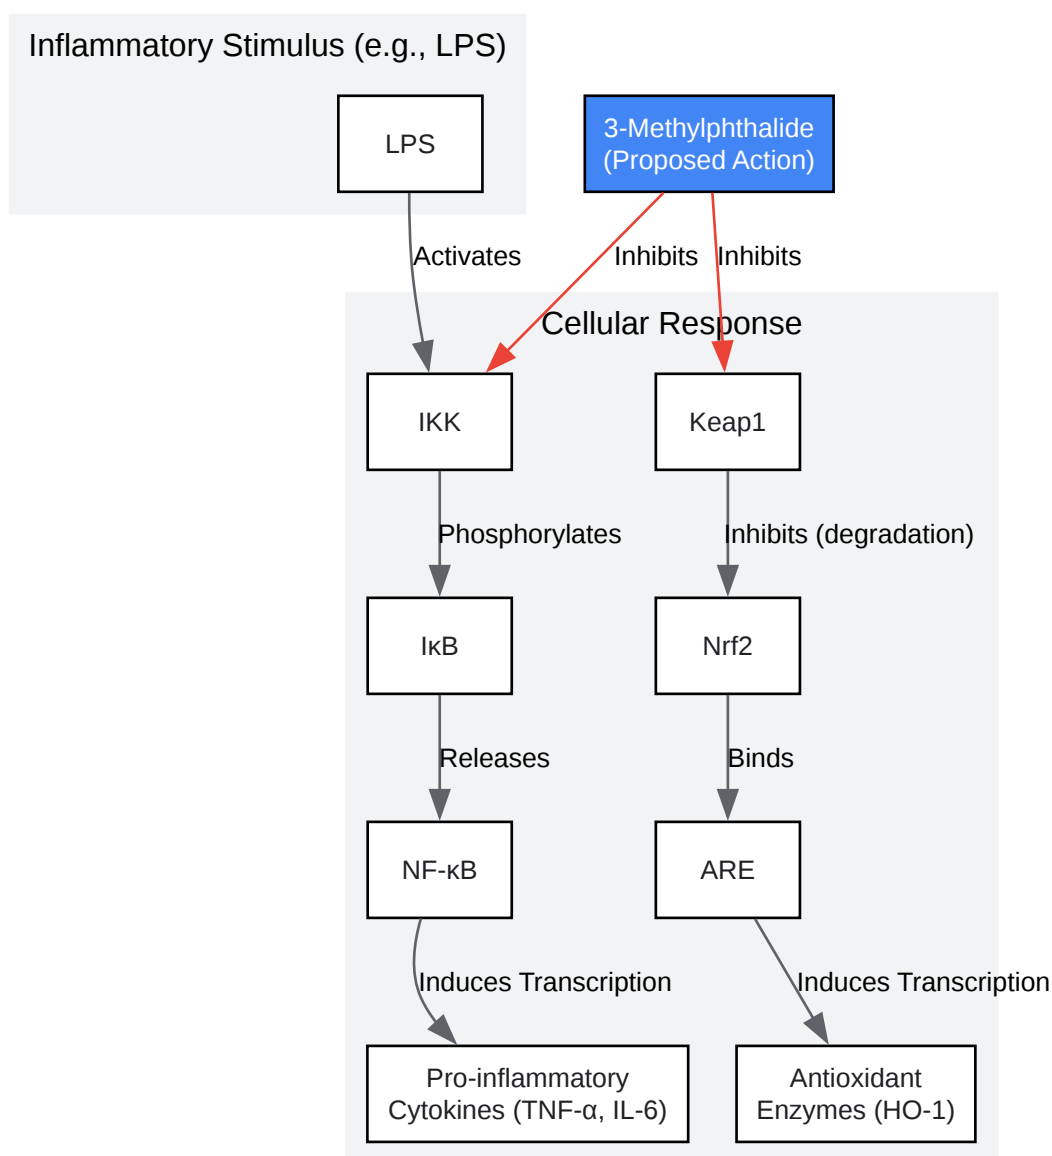 Inflammatory Stimulus (e.g., LPS)
LPS
3-Methylphthalide
(Proposed Action)
Activates
Inhibits
Inhibits
Cellular Response
IKK
Keap1
Phosphorylates
Inhibits (degradation)
IκB
Nrf2
Releases
Binds
NF-κB
ARE
Induces Transcription
Induces Transcription
Pro-inflammatory
Cytokines (TNF-α, IL-6)
Antioxidant
Enzymes (HO-1)